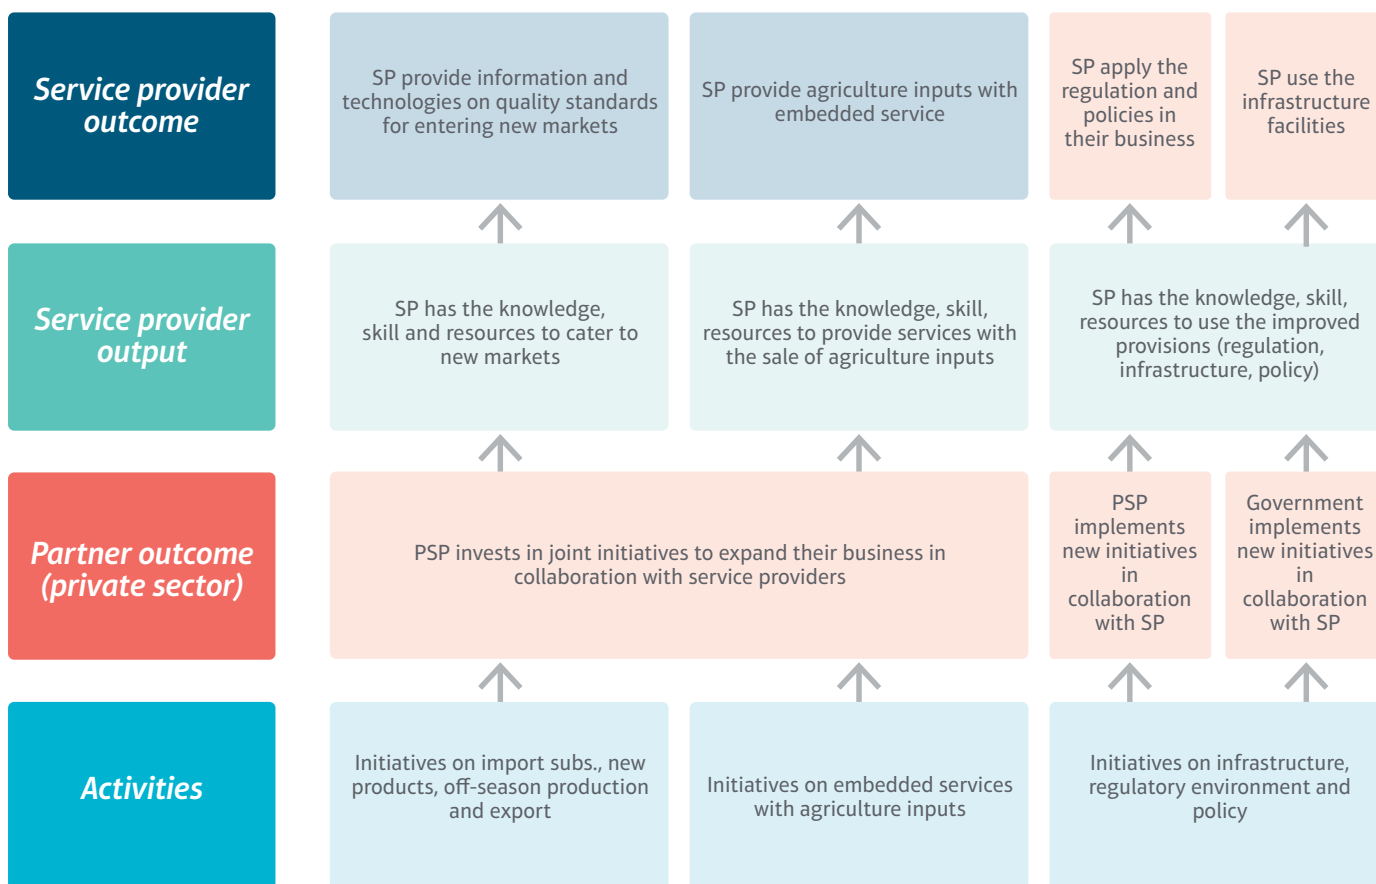 Service provider
outcome
SP provide information and
technologies on quality standards
for entering new markets
SP provide agriculture inputs with
embedded service
SP apply the
regulation and
policies in
their business
SP use the
infrastructure
facilities
Service provider
output
SP has the knowledge,
skill and resources to cater to
new markets
SP has the knowledge, skill,
resources to provide services with
the sale of agriculture inputs
SP has the knowledge, skill,
resources to use the improved
provisions (regulation,
infrastructure, policy)
Partner outcome
(private sector)
PSP invests in joint initiatives to expand their business in
collaboration with service providers
PSP
implements
new initiatives
in
collaboration
with SP
Government
implements
new initiatives
in
collaboration
with SP
Activities
Initiatives on import subs., new
products, off-season production
and export
Initiatives on embedded services
with agriculture inputs
Initiatives on infrastructure,
regulatory environment and
policy